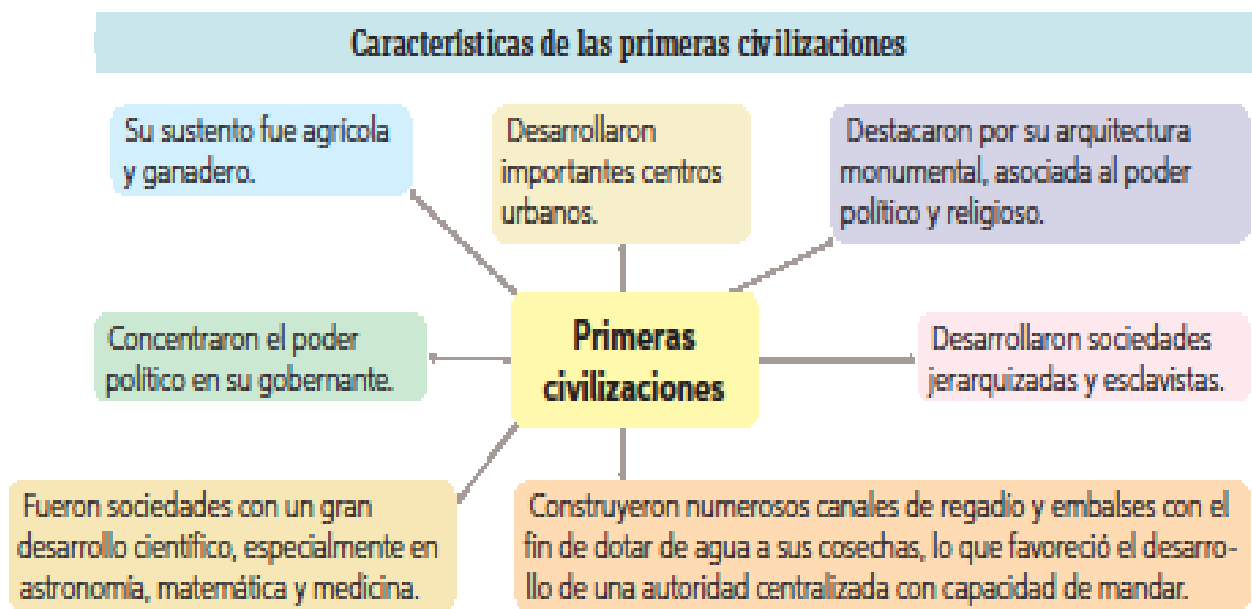 Características de las primeras civilizaciones
Su sustento fue agrícola
y ganadero.
Desarrollaron
importantes centros
urbanos.
Destacaron por su arquitectura
monumental, asociada al poder
político y religioso.
Concentraron el poder
político en su gobernante.
Primeras
civilizaciones
Desarrollaron sociedades
jerarquizadas y esclavistas.
Fueron sociedades con un gran
desarrollo científico, especialmente en
astronomía, matemática y medicina.
Construyeron numerosos canales de regadío y embalses con el
fin de dotar de agua a sus cosechas, lo que favoreció el desarro-
llo de una autoridad centralizada con capacidad de mandar.